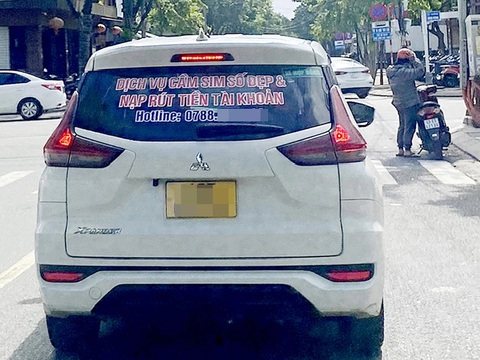 DỊCH VỤ CẦM SIM SỐ ĐẸP &
NẠP RÚT TIỀN TÀI KHOẢN
Hotline: 0788
XPANDER